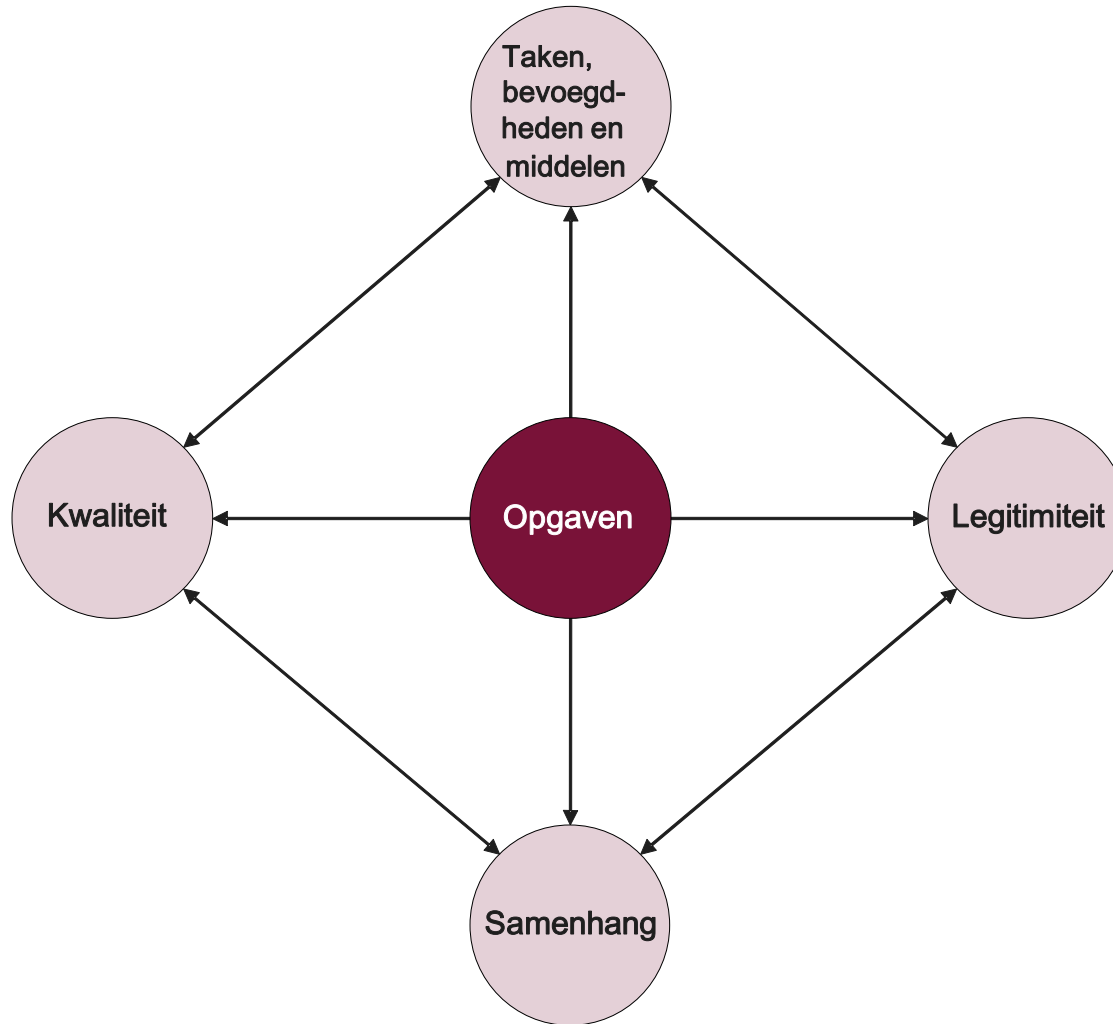 Taken,
bevoegd-
heden en
middelen
Kwaliteit
Opgaven
Legitimiteit
Samenhang